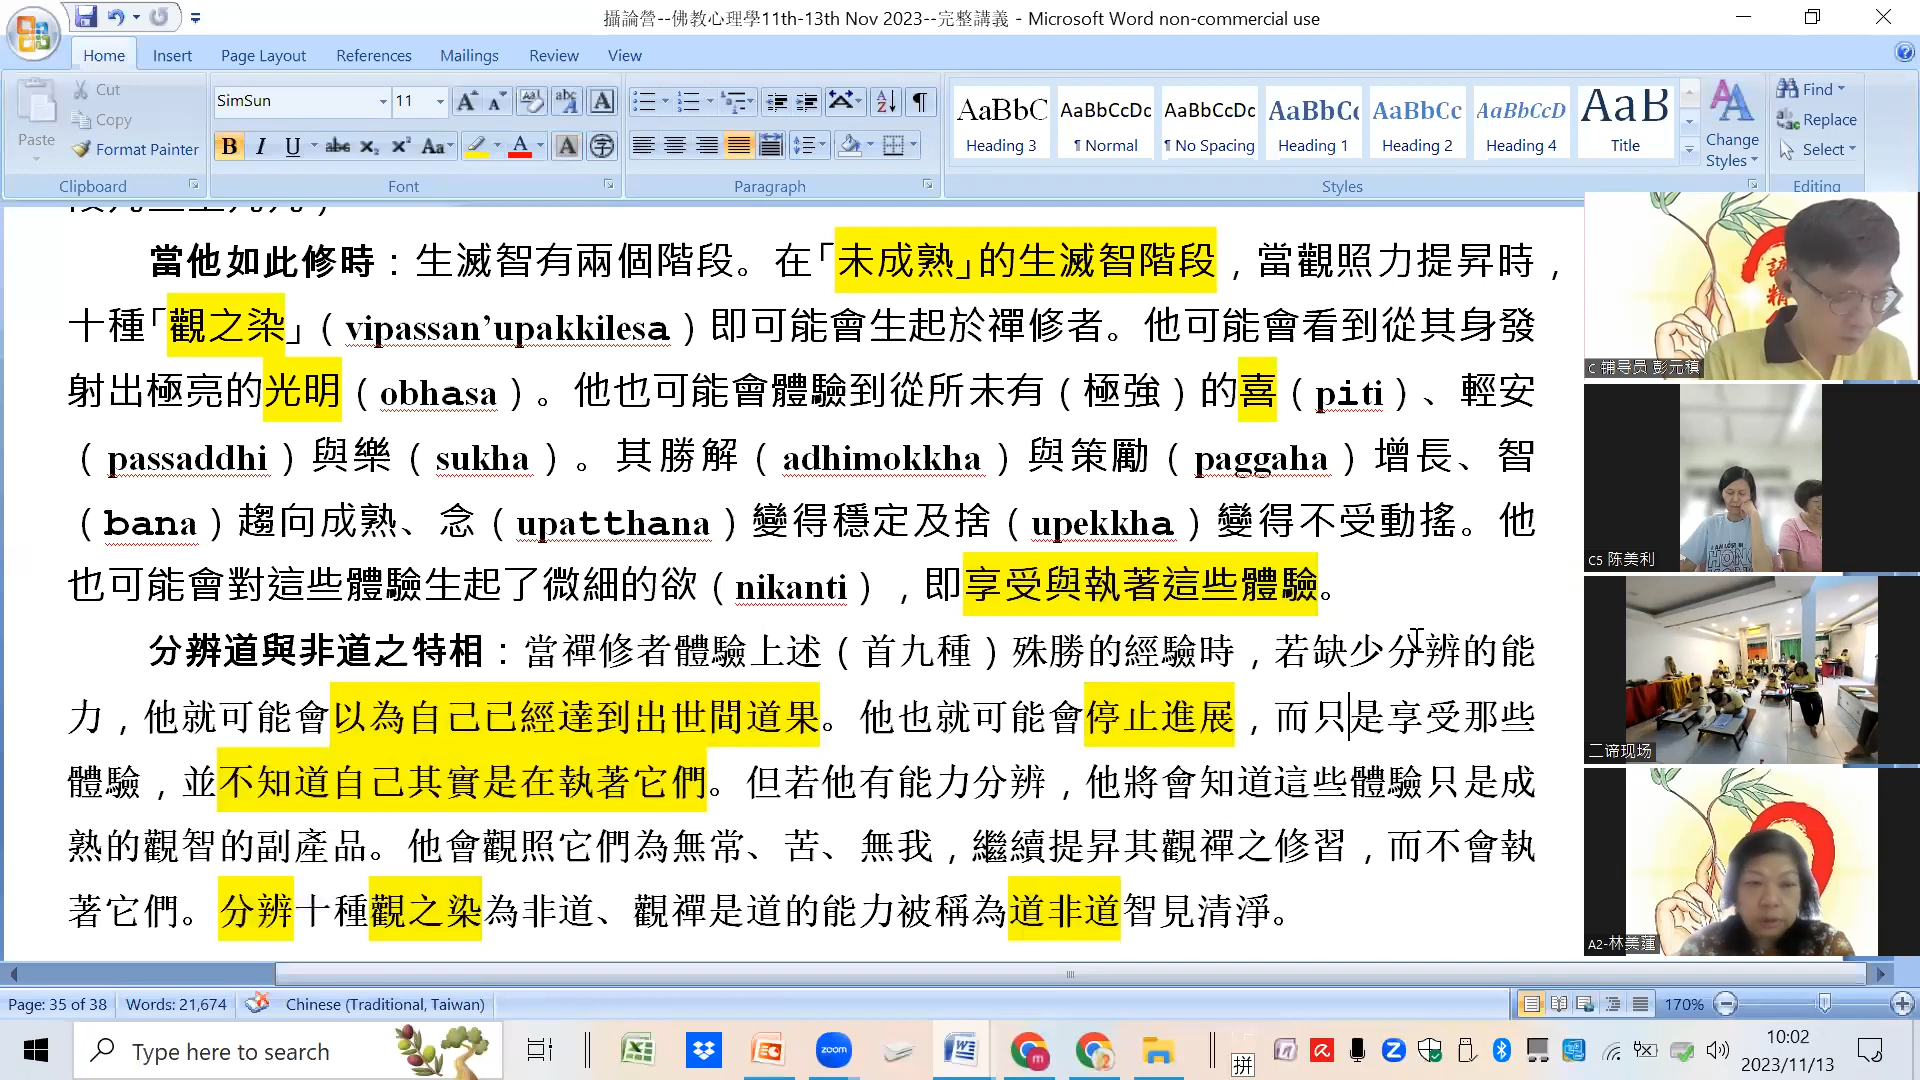 攝論營--佛教心理學11th-13th Nov 2023--完整講義 - Microsoft Word non-commercial use
Home Insert Page Layout References Mailings Review View
Paste
Cut
Copy
Format Painter
Clipboard
SimSun 11
Font
Paragraph
AaBbC AaBbCcDc AaBbCcDc AaBbCc AaBbCc AaBbCcD AaB
Heading 3 ¶ Normal ¶ No Spacing Heading 1 Heading 2 Heading 4 Title
Change Styles
Styles
Find
Replace
Select
Editing
當他如此修時：生滅智有兩個階段。在「未成熟」的生滅智階段，當觀照力提昇時，
十種「觀之染」（vipassan’upakkilesa）即可能會生起於禪修者。他可能會看到從其身發
射出極亮的光明（obhasa）。他也可能會體驗到從所未有（極強）的喜（piti）、輕安
（passaddhi）與樂（sukha）。其勝解（adhimokkha）與策勵（paggaha）增長、智
（bana）趨向成熟、念（upatthana）變得穩定及捨（upekkha）變得不受動搖。他
也可能會對這些體驗生起了微細的欲（nikanti），即享受與執著這些體驗。
分辨道與非道之特相：當禪修者體驗上述（首九種）殊勝的經驗時，若缺少分辨的能
力，他就可能會以為自己已經達到出世間道果。他也就可能會停止進展，而只是享受那些
體驗，並不知道自己其實是在執著它們。但若他有能力分辨，他將會知道這些體驗只是成
熟的觀智的副產品。他會觀照它們為無常、苦、無我，繼續提昇其觀禪之修習，而不會執
著它們。分辨十種觀之染為非道、觀禪是道的能力被稱為道非道智見清淨。
C 辅导员 彭元稹
C5 陈美利
二谛现场
A2-林美蓮
Page: 35 of 38 Words: 21,674 Chinese (Traditional, Taiwan) 170%
Type here to search
zoom
拼
10:02
2023/11/13